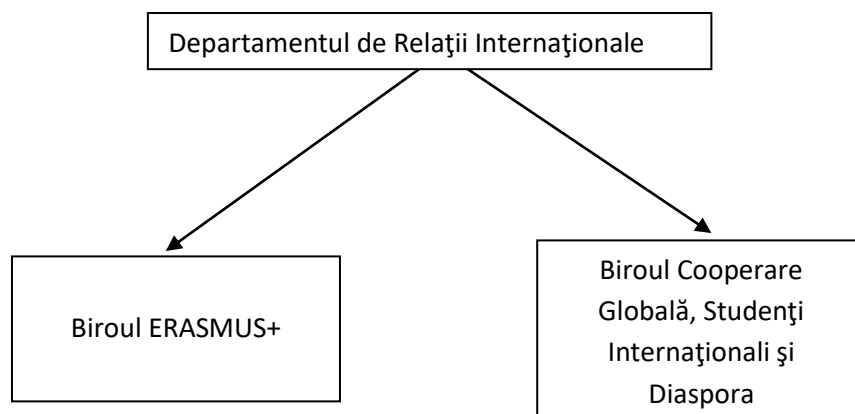 Departamentul de Relaţii Internaţionale
Biroul ERASMUS+
Biroul Cooperare
Globală, Studenţi
Internaţionali şi
Diaspora